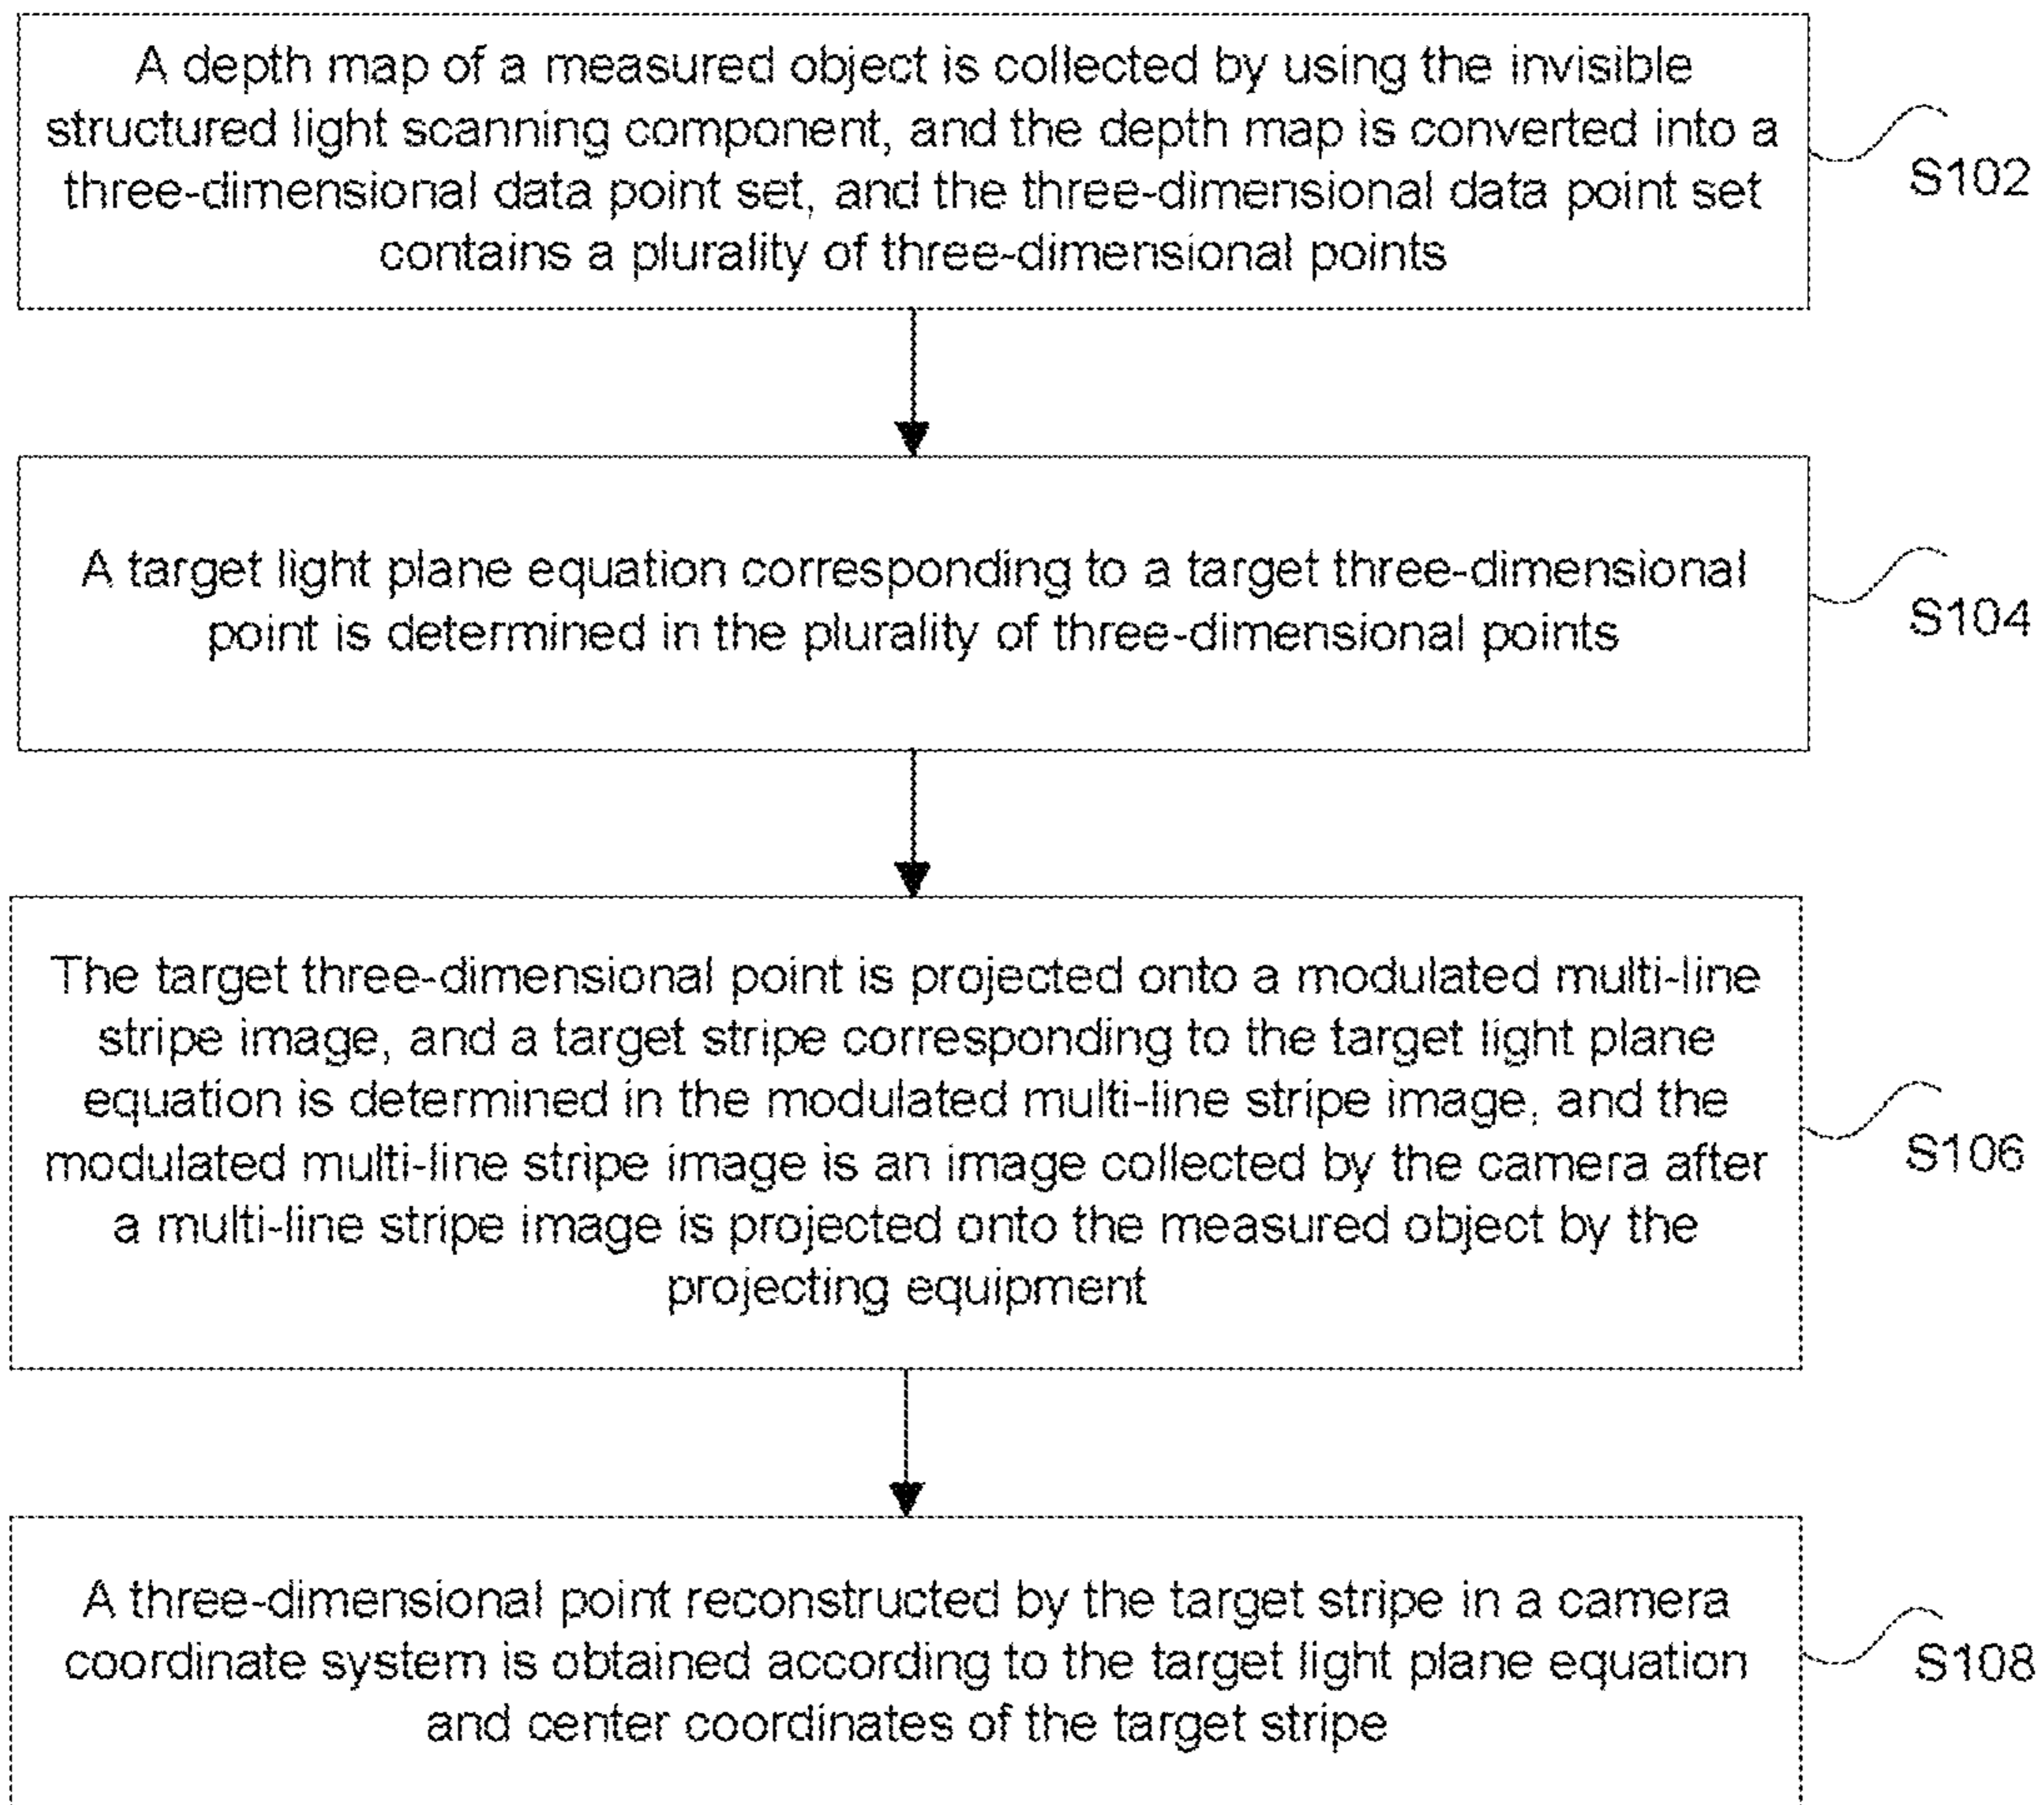 A depth map of a measured object is collected by using the invisible
structured light scanning component, and the depth map is converted into a
three-dimensional data point set, and the three-dimensional data point set
contains a plurality of three-dimensional points
S102
A target light plane equation corresponding to a target three-dimensional
point is determined in the plurality of three-dimensional points
S104
The target three-dimensional point is projected onto a modulated multi-line
stripe image, and a target stripe corresponding to the target light plane
equation is determined in the modulated multi-line stripe image, and the
modulated multi-line stripe image is an image collected by the camera after
a multi-line stripe image is projected onto the measured object by the
projecting equipment
S106
A three-dimensional point reconstructed by the target stripe in a camera
coordinate system is obtained according to the target light plane equation
and center coordinates of the target stripe
S108